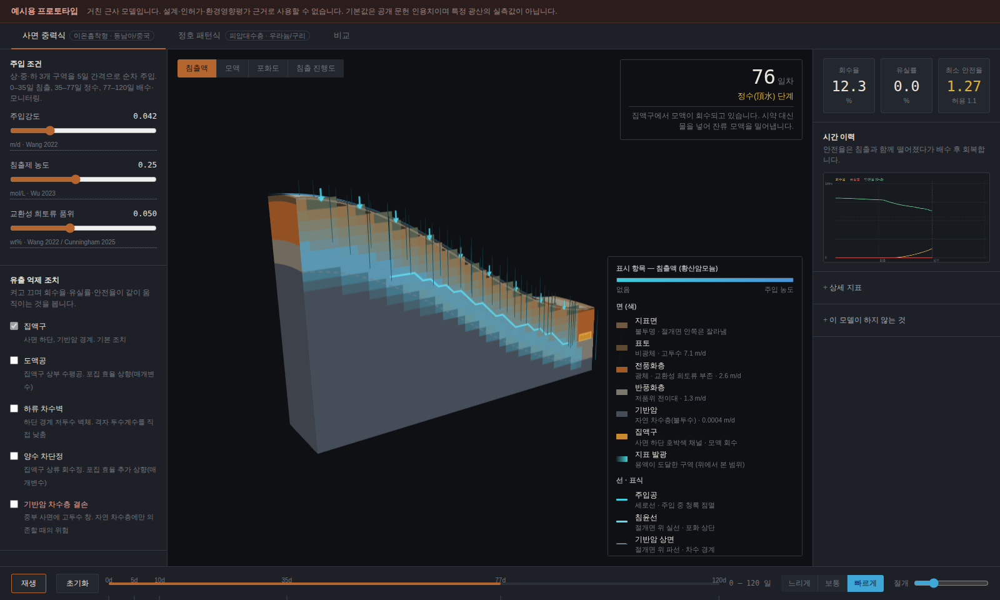 예시용 프로토타입 거친 근사 모델입니다. 설계·인허가·환경영향평가 근거로 사용할 수 없습니다. 기본값은 공개 문헌 인용치이며 특정 광산의 실측값이 아닙니다.
사면 중력식 이온흡착형 · 동남아/중국 정호 패턴식 피압대수층 · 우라늄/구리 비교
주입 조건
상·중·하 3개 구역을 5일 간격으로 순차 주입.
0–35일 침출, 35–77일 정수, 77–120일 배수·
모니터링.
주입강도 0.042
m/d · Wang 2022
침출제 농도 0.25
mol/L · Wu 2023
교환성 희토류 품위 0.050
wt% · Wang 2022 / Cunningham 2025
유출 억제 조치
켜고 끄며 회수율·유실률·안전율이 같이 움
직이는 것을 봅니다.
집액구
사면 하단, 기반암 경계. 기본 조치
도액공
집액구 상부 수평공. 포집 효율 상향(매개변
수)
하류 차수벽
하단 경계 저투수 벽체. 격자 투수계수를 직
접 낮춤
양수 차단정
집액구 상류 회수정. 포집 효율 추가 상향(매
개변수)
기반암 차수층 결손
중부 사면에 고투수 창. 자연 차수층에만 의
존할 때의 위험
침출액 모액 포화도 침출 진행도
76 일차
정수(頂水) 단계
집액구에서 모액이 회수되고 있습니다. 시약 대신
물을 넣어 잔류 모액을 밀어냅니다.
표시 항목 — 침출액 (황산암모늄)
없음 주입 농도
면 (색)
지표면
불투명 · 절개면 안쪽은 잘라냄
표토
비광체 · 고투수 7.1 m/d
전풍화층
광체 · 교환성 희토류 부존 · 2.6 m/d
반풍화층
저품위 전이대 · 1.3 m/d
기반암
자연 차수층(불투수) · 0.0004 m/d
집액구
사면 하단 호박색 채널 · 모액 회수
지표 발광
용액이 도달한 구역 (위에서 본 범위)
선 · 표식
주입공
세로선 · 주입 중 청록 점멸
침윤선
절개면 위 실선 · 포화 상단
기반암 상면
절개면 위 파선 · 차수 경계
회수율 유실률 최소 안전율
12.3 0.0 1.27
% % 허용 1.1
시간 이력
안전율은 침출과 함께 떨어졌다가 배수 후 회복합
니다.
회수율 유실률 안전율 (0–2)
100%
0
침출 정수
+ 상세 지표
+ 이 모델이 하지 않는 것
재생 초기화 0d 5d 10d 35d 77d 120d 0 – 120 일 느리게 보통 빠르게 절개